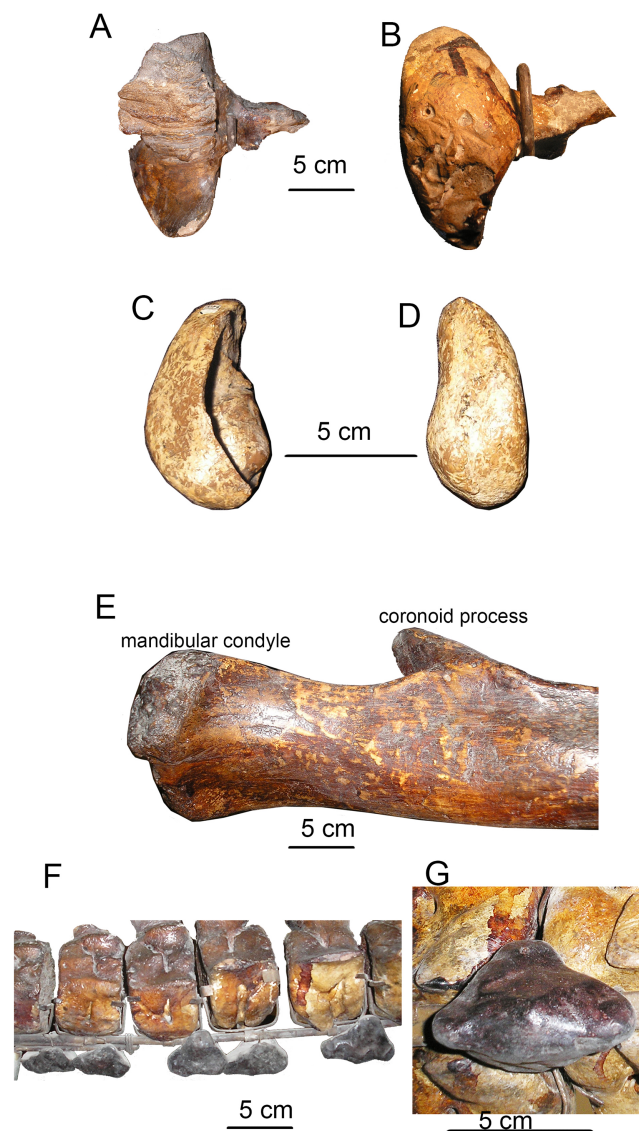 A
B
5 cm
C
D
5 cm
E
coronoid process
mandibular condyle
5 cm
F
G
5 cm
5 cm